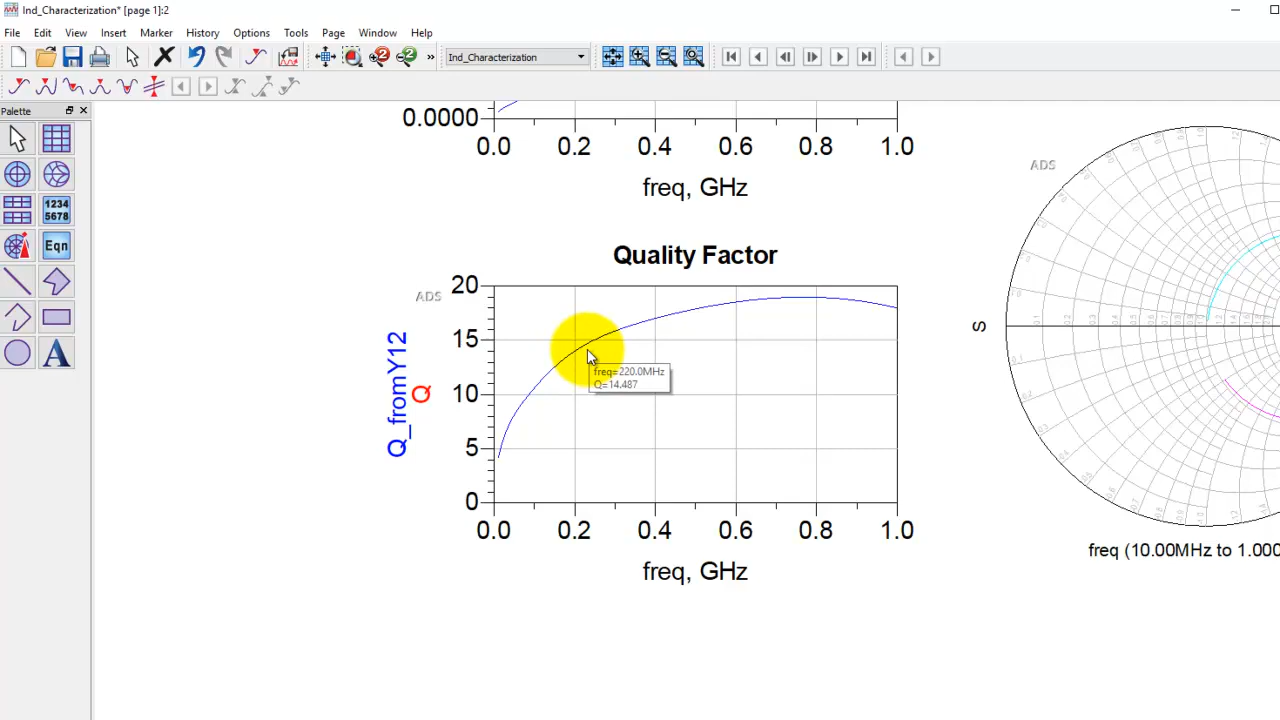 Ind_Characterization* [page 1]:2
File Edit View Insert Marker History Options Tools Page Window Help
2 2 » Ind_Characterization
Palette
1234
5678
Eqn
A
0.0000
0.0 0.2 0.4 0.6 0.8 1.0
freq, GHz
Quality Factor
ADS
Q_fromY12
Q
20
15
10
5
0
freq=220.0MHz
Q=14.487
0.0 0.2 0.4 0.6 0.8 1.0
freq, GHz
ADS
S
freq (10.00MHz to 1.000